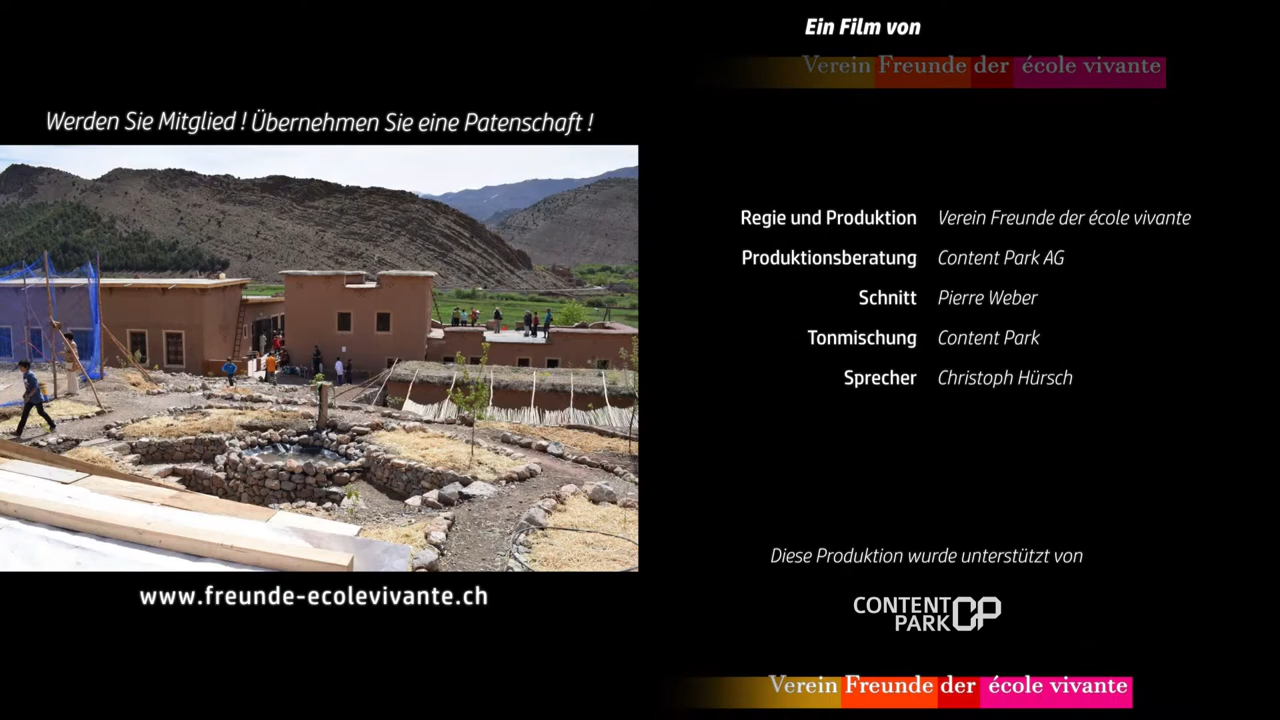 Werden Sie Mitglied ! Übernehmen Sie eine Patenschaft !
www.freunde-ecolevivante.ch
Ein Film von
Verein Freunde der école vivante
Regie und Produktion Verein Freunde der école vivante
Produktionsberatung Content Park AG
Schnitt Pierre Weber
Tonmischung Content Park
Sprecher Christoph Hürsch
Diese Produktion wurde unterstützt von
CONTENT
PARK CP
Verein Freunde der école vivante